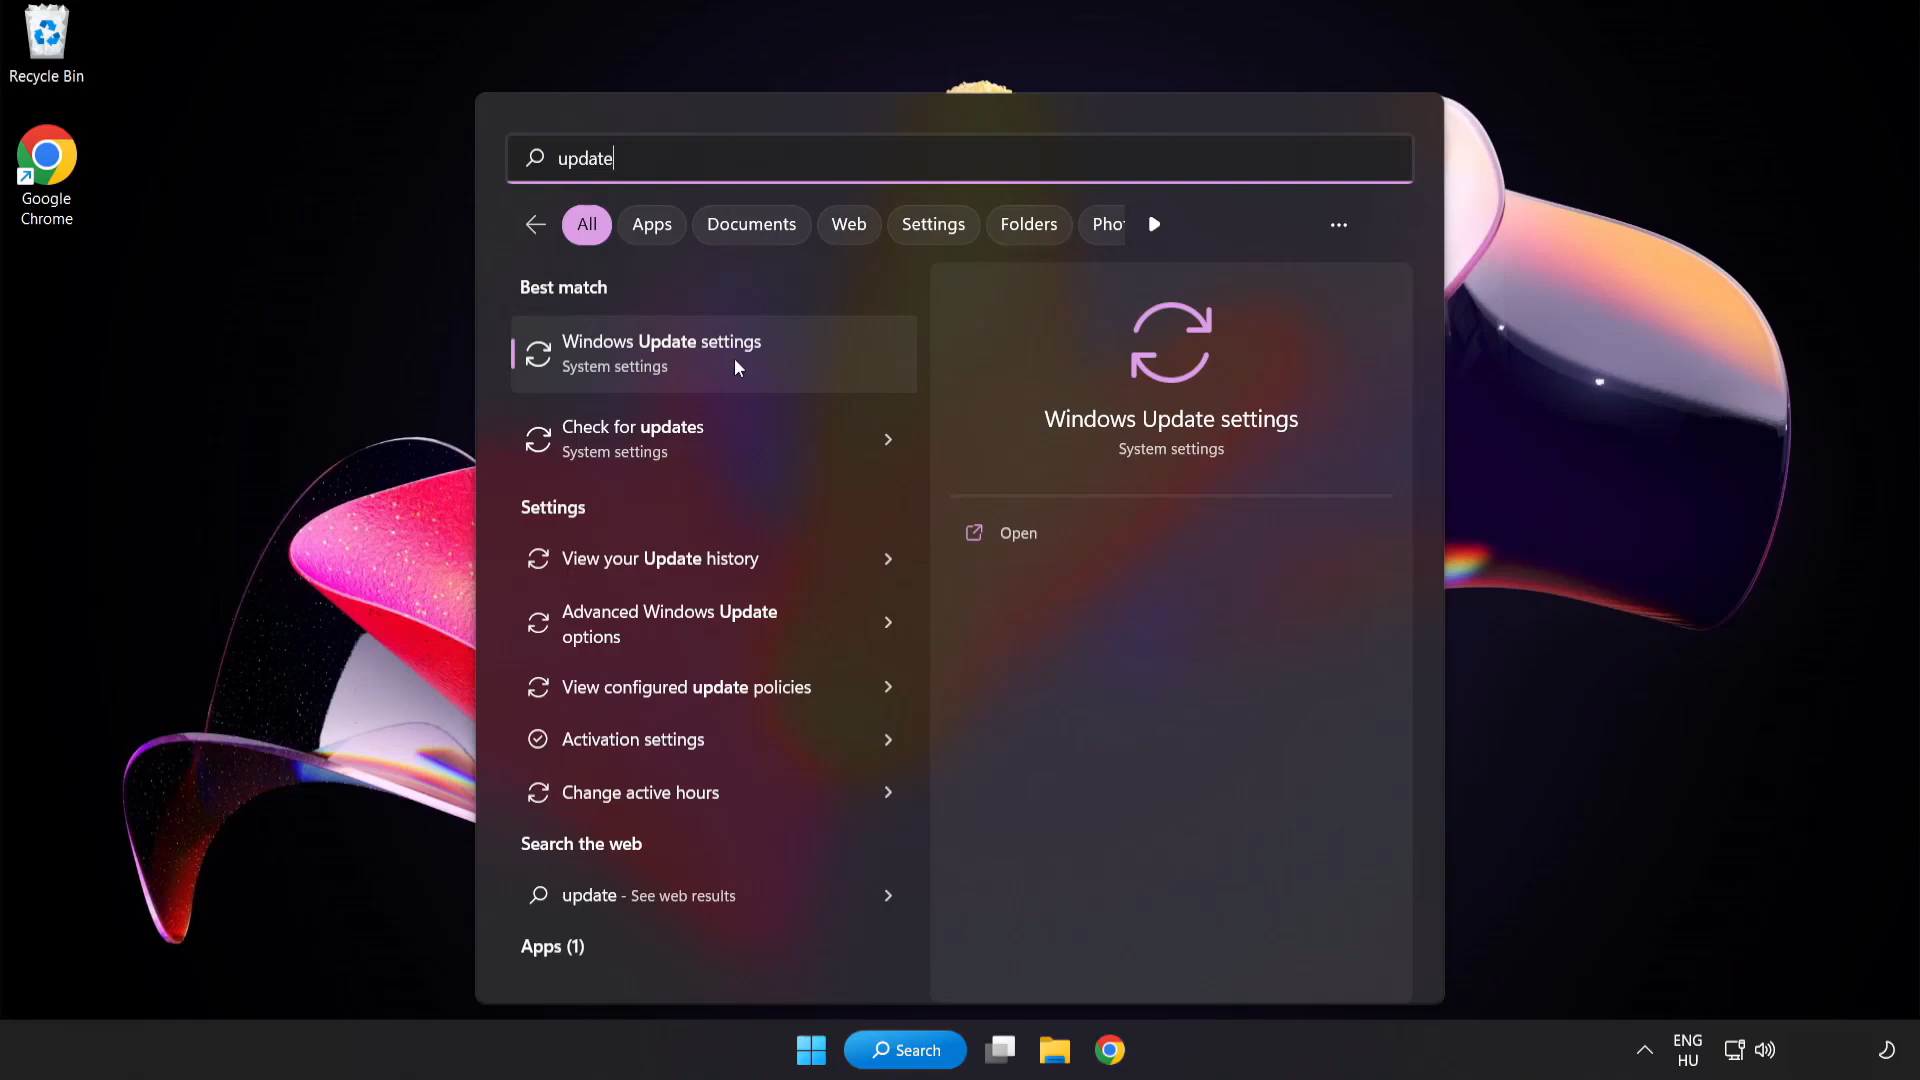 Recycle Bin
Google
Chrome
update
All
Apps
Documents
Web
Settings
Folders
Pho
Best match
Windows Update settings
System settings
Check for updates
System settings
Settings
View your Update history
Advanced Windows Update
options
View configured update policies
Activation settings
Change active hours
Search the web
update - See web results
Apps (1)
Windows Update settings
System settings
Open
Search
ENG
HU